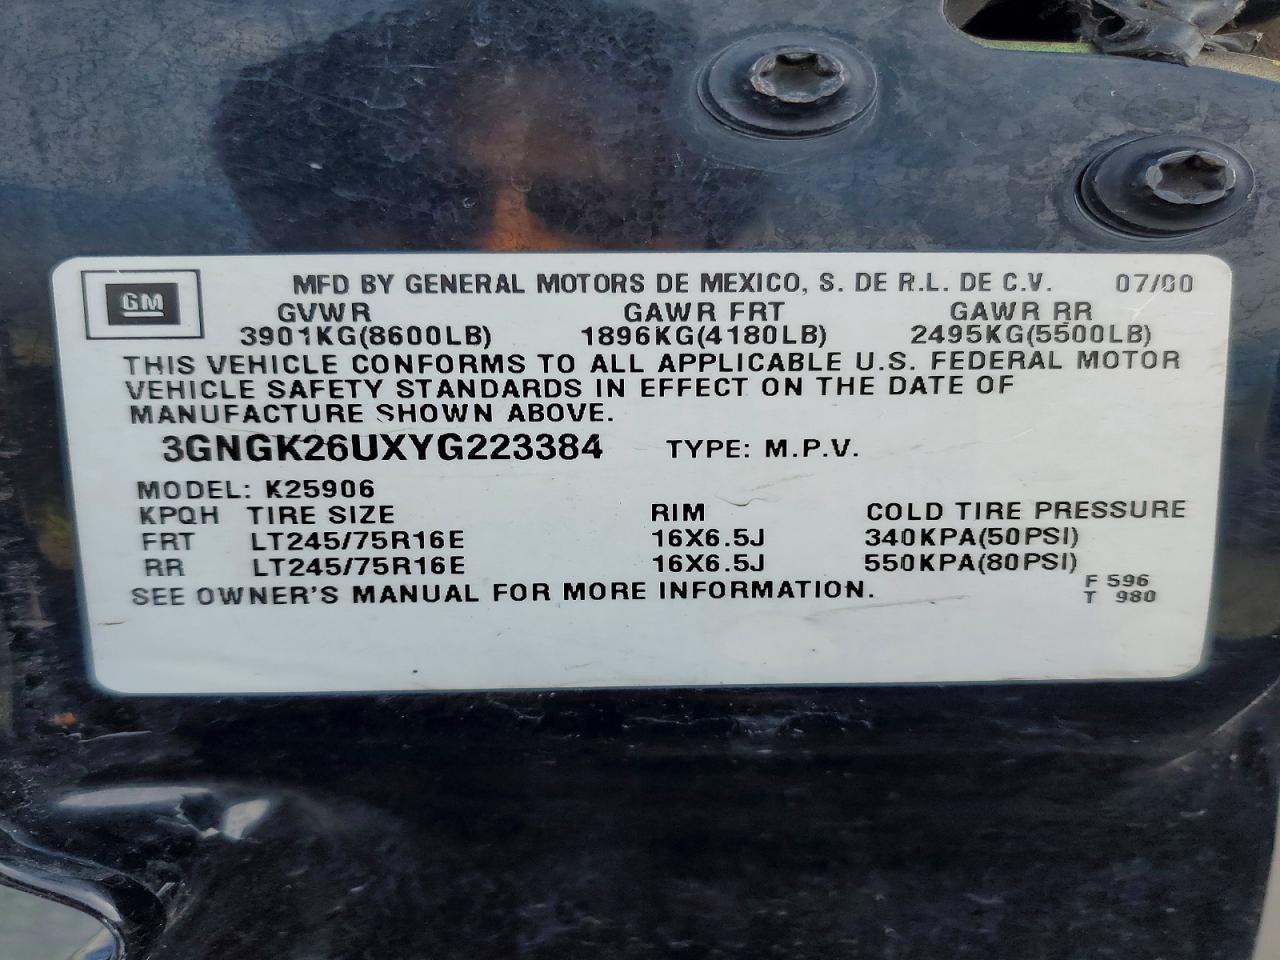 GM
MFD BY GENERAL MOTORS DE MEXICO, S. DE R.L. DE C.V. 07/00
GVWR GAWR FRT GAWR RR
3901KG(8600LB) 1896KG(4180LB) 2495KG(5500LB)
THIS VEHICLE CONFORMS TO ALL APPLICABLE U.S. FEDERAL MOTOR
VEHICLE SAFETY STANDARDS IN EFFECT ON THE DATE OF
MANUFACTURE SHOWN ABOVE.
3GNGK26UXYG223384 TYPE: M.P.V.
MODEL: K25906
KPQH TIRE SIZE RIM COLD TIRE PRESSURE
FRT LT245/75R16E 16X6.5J 340KPA(50PSI)
RR LT245/75R16E 16X6.5J 550KPA(80PSI)
SEE OWNER'S MANUAL FOR MORE INFORMATION. F 596
T 980